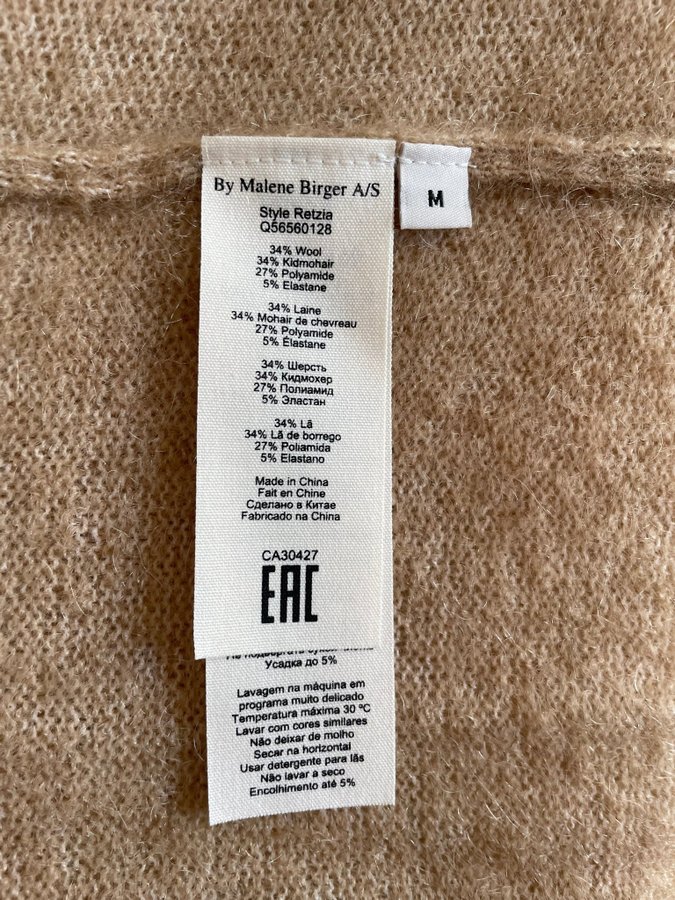 By Malene Birger A/S
M
Style Retzia
Q56560128
34% Wool
34% Kidmohair
27% Polyamide
5% Elastane
34% Laine
34% Mohair de chevreau
27% Polyamide
5% Élastane
34% Шерсть
34% Кидмохер
27% Полиамид
5% Эластан
34% Lã
34% Lã de borrego
27% Poliamida
5% Elastano
Made in China
Fait en Chine
Сделано в Китае
Fabricado na China
CA30427
EAC
Усадка до 5%
Lavagem na máquina em
programa muito delicado
Temperatura máxima 30 ºC
Lavar com cores similares
Não deixar de molho
Secar na horizontal
Usar detergente para lãs
Não lavar a seco
Encolhimento até 5%